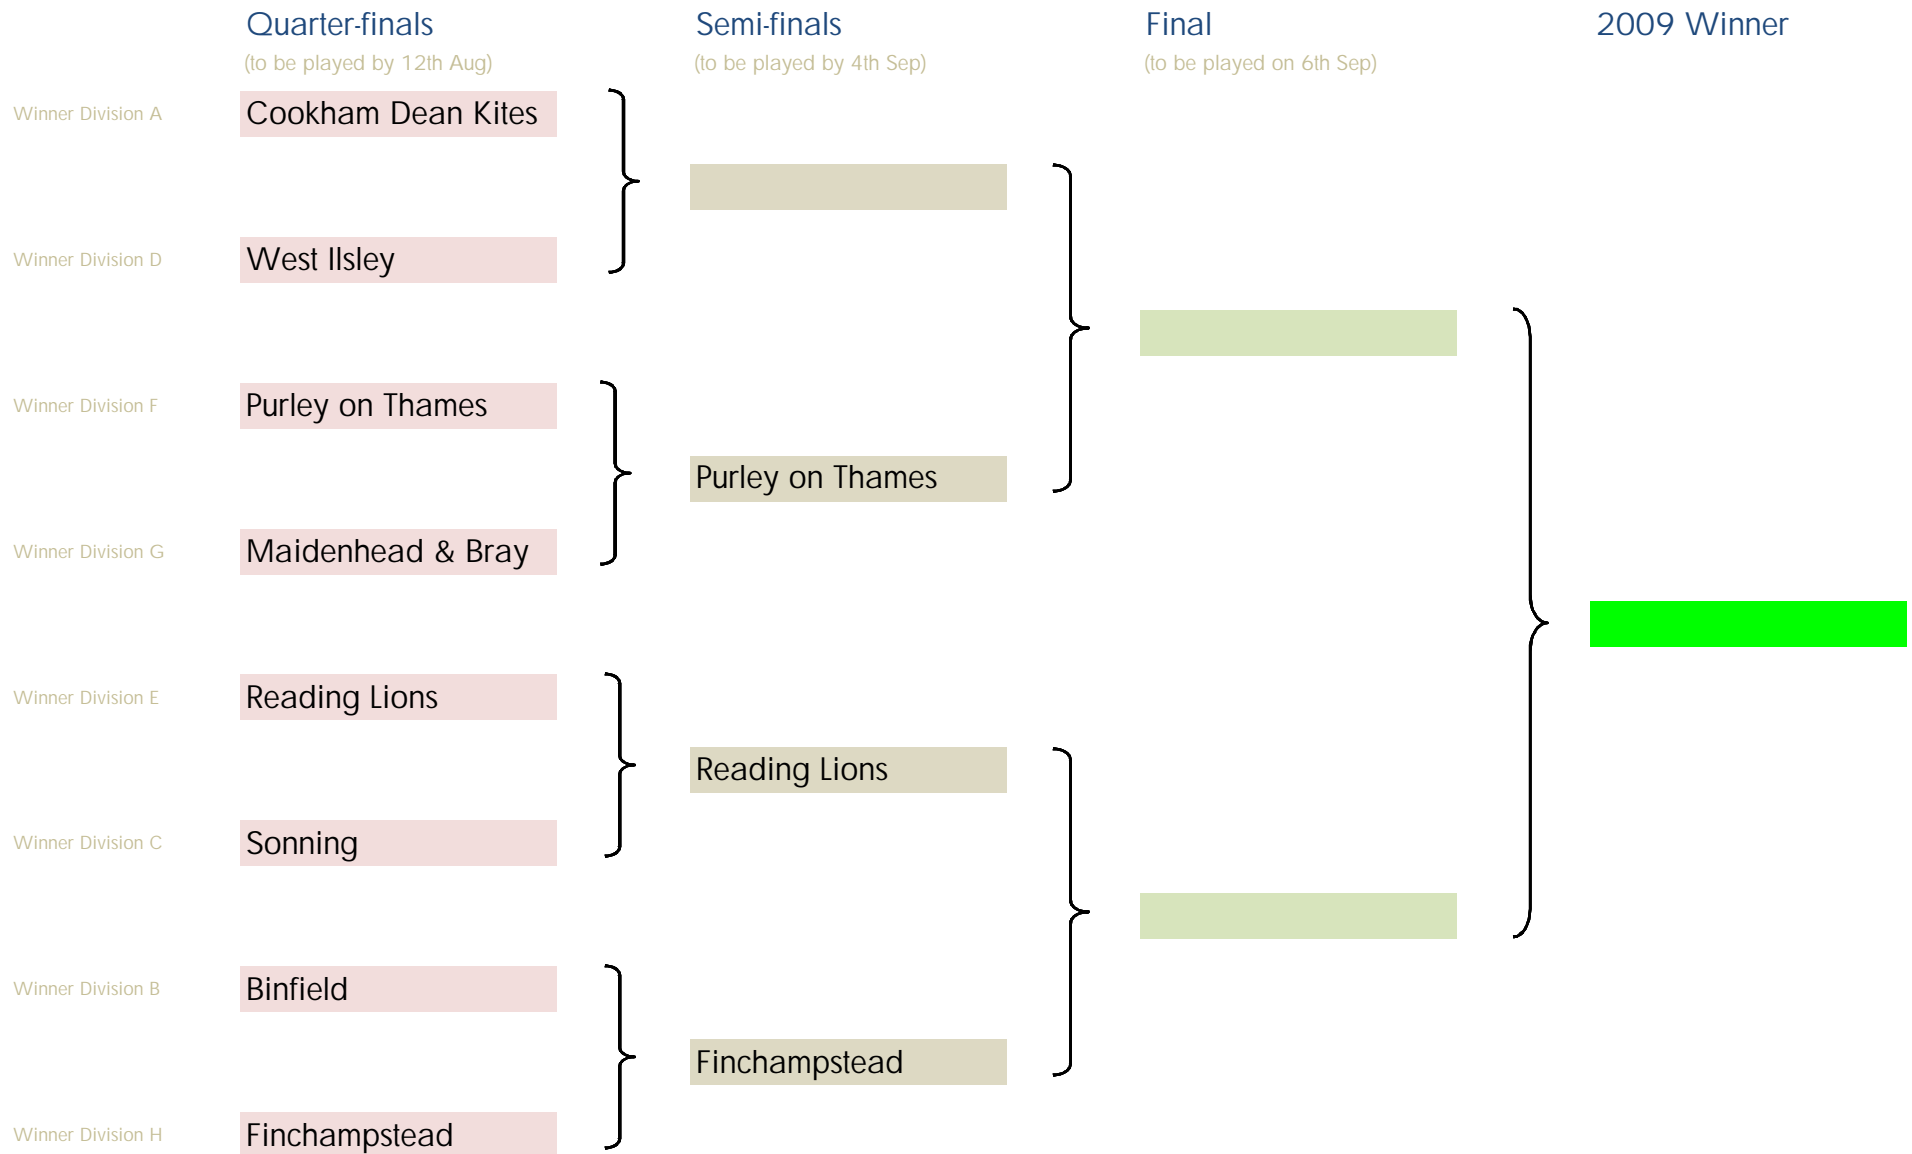 Quarter-finals
Semi-finals
Final
2009 Winner
(to be played by 12th Aug)
(to be played by 4th Sep)
(to be played on 6th Sep)
Winner Division A
Cookham Dean Kites
Winner Division D
West Ilsley
Winner Division F
Purley on Thames
Purley on Thames
Winner Division G
Maidenhead & Bray
Winner Division E
Reading Lions
Reading Lions
Winner Division C
Sonning
Winner Division B
Binfield
Finchampstead
Winner Division H
Finchampstead